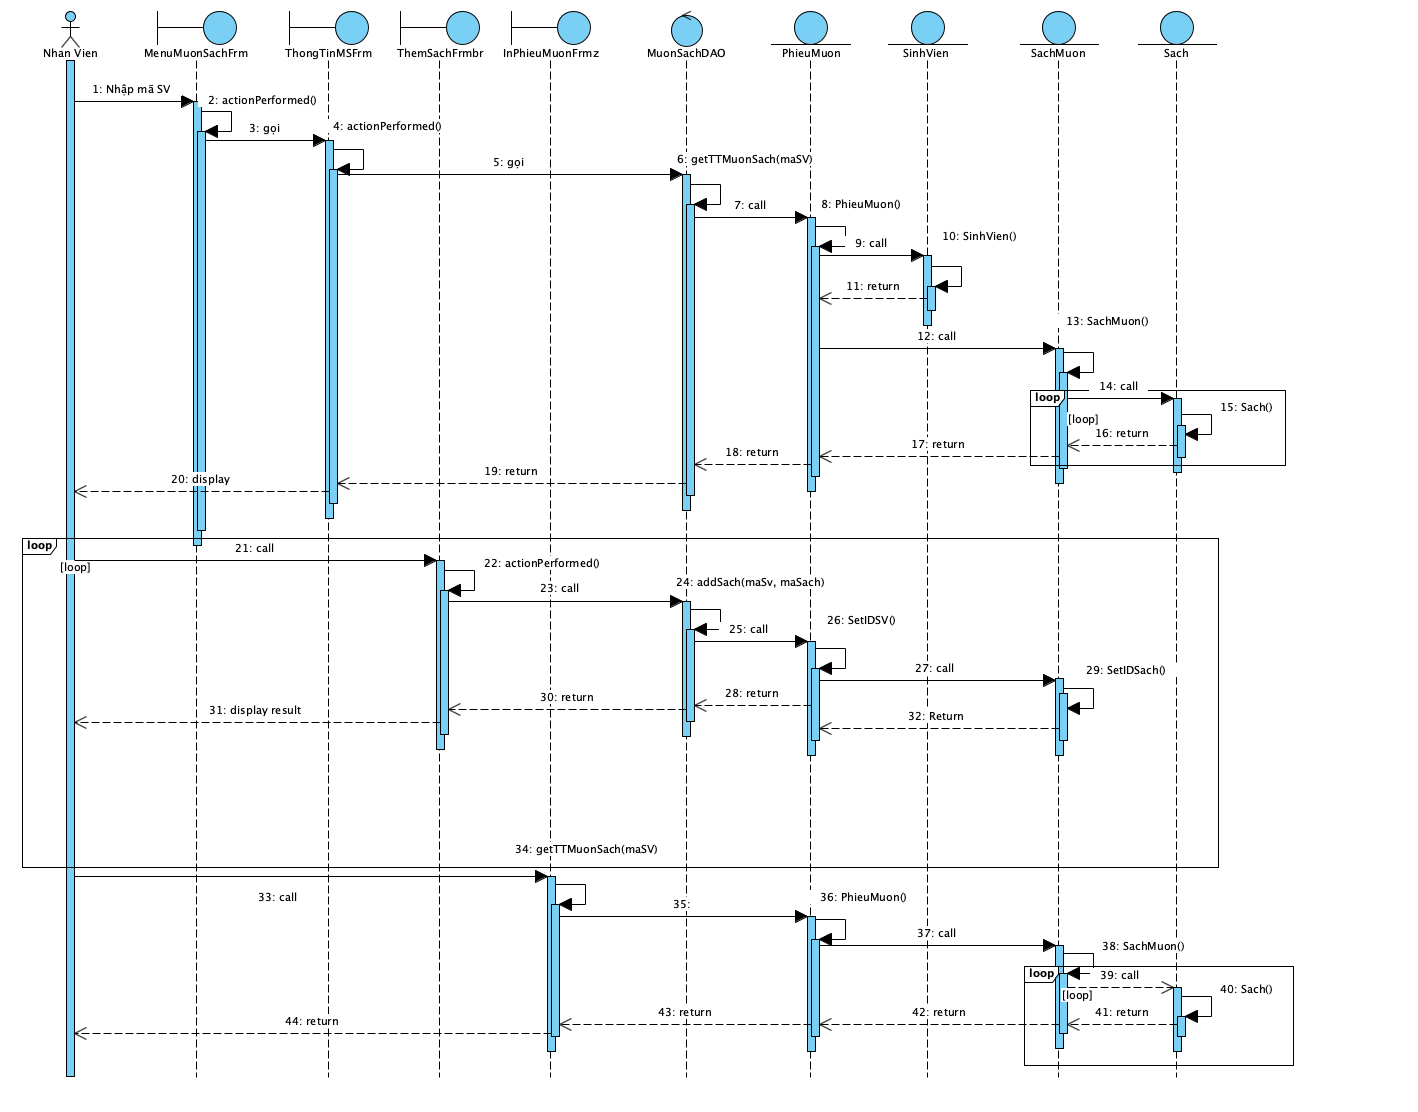 Nhan Vien
MenuMuonSachFrm
ThongTinMSFrm
ThemSachFrmbr
InPhieuMuonFrmz
MuonSachDAO
PhieuMuon
SinhVien
SachMuon
Sach
1: Nhập mã SV
2: actionPerformed()
3: gọi
4: actionPerformed()
5: gọi
6: getTTMuonSach(maSV)
7: call
8: PhieuMuon()
9: call
10: SinhVien()
11: return
12: call
13: SachMuon()
loop
[loop]
14: call
15: Sach()
16: return
17: return
18: return
19: return
20: display
loop
[loop]
21: call
22: actionPerformed()
23: call
24: addSach(maSv, maSach)
25: call
26: SetIDSV()
27: call
29: SetIDSach()
28: return
30: return
31: display result
32: Return
34: getTTMuonSach(maSV)
33: call
35:
36: PhieuMuon()
37: call
38: SachMuon()
loop
[loop]
39: call
40: Sach()
41: return
42: return
43: return
44: return